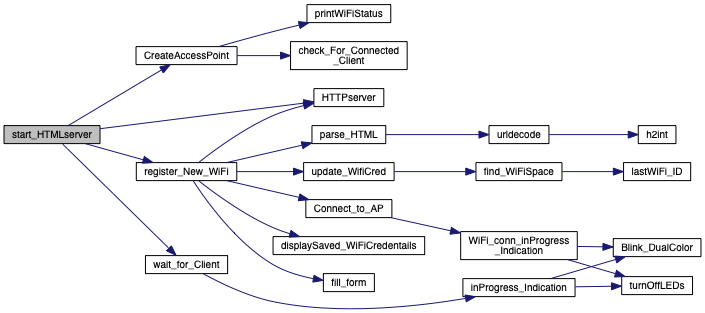 printWiFiStatus
CreateAccessPoint
check_For_Connected
_Client
HTTPserver
start_HTMLserver
parse_HTML
urldecode
h2int
register_New_WiFi
update_WifiCred
find_WiFiSpace
lastWiFi_ID
Connect_to_AP
WiFi_conn_inProgress
_Indication
displaySaved_WiFiCredentails
Blink_DualColor
wait_for_Client
fill_form
inProgress_Indication
turnOffLEDs